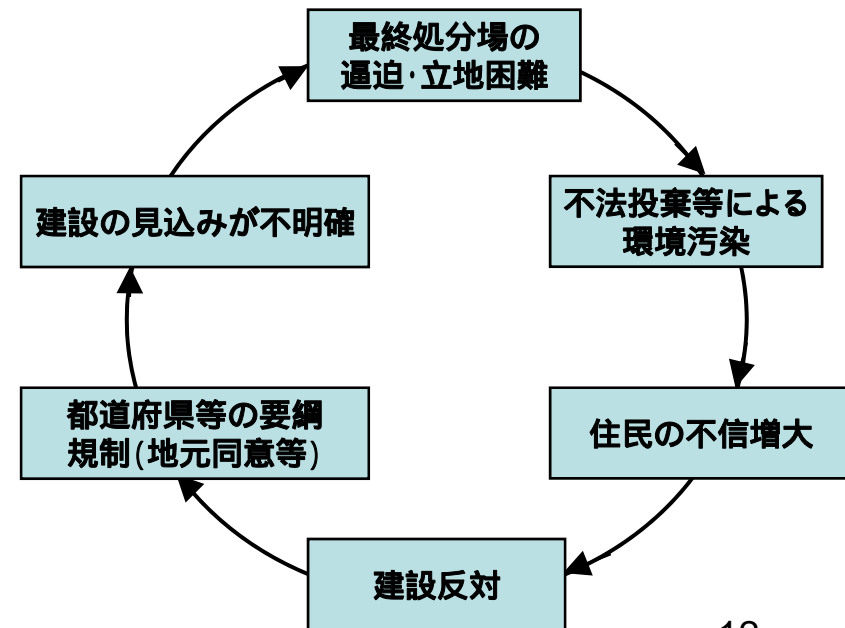 最終処分場の
逼迫・立地困難
不法投棄等による
環境汚染
住民の不信増大
建設反対
都道府県等の要綱
規制(地元同意等)
建設の見込みが不明確